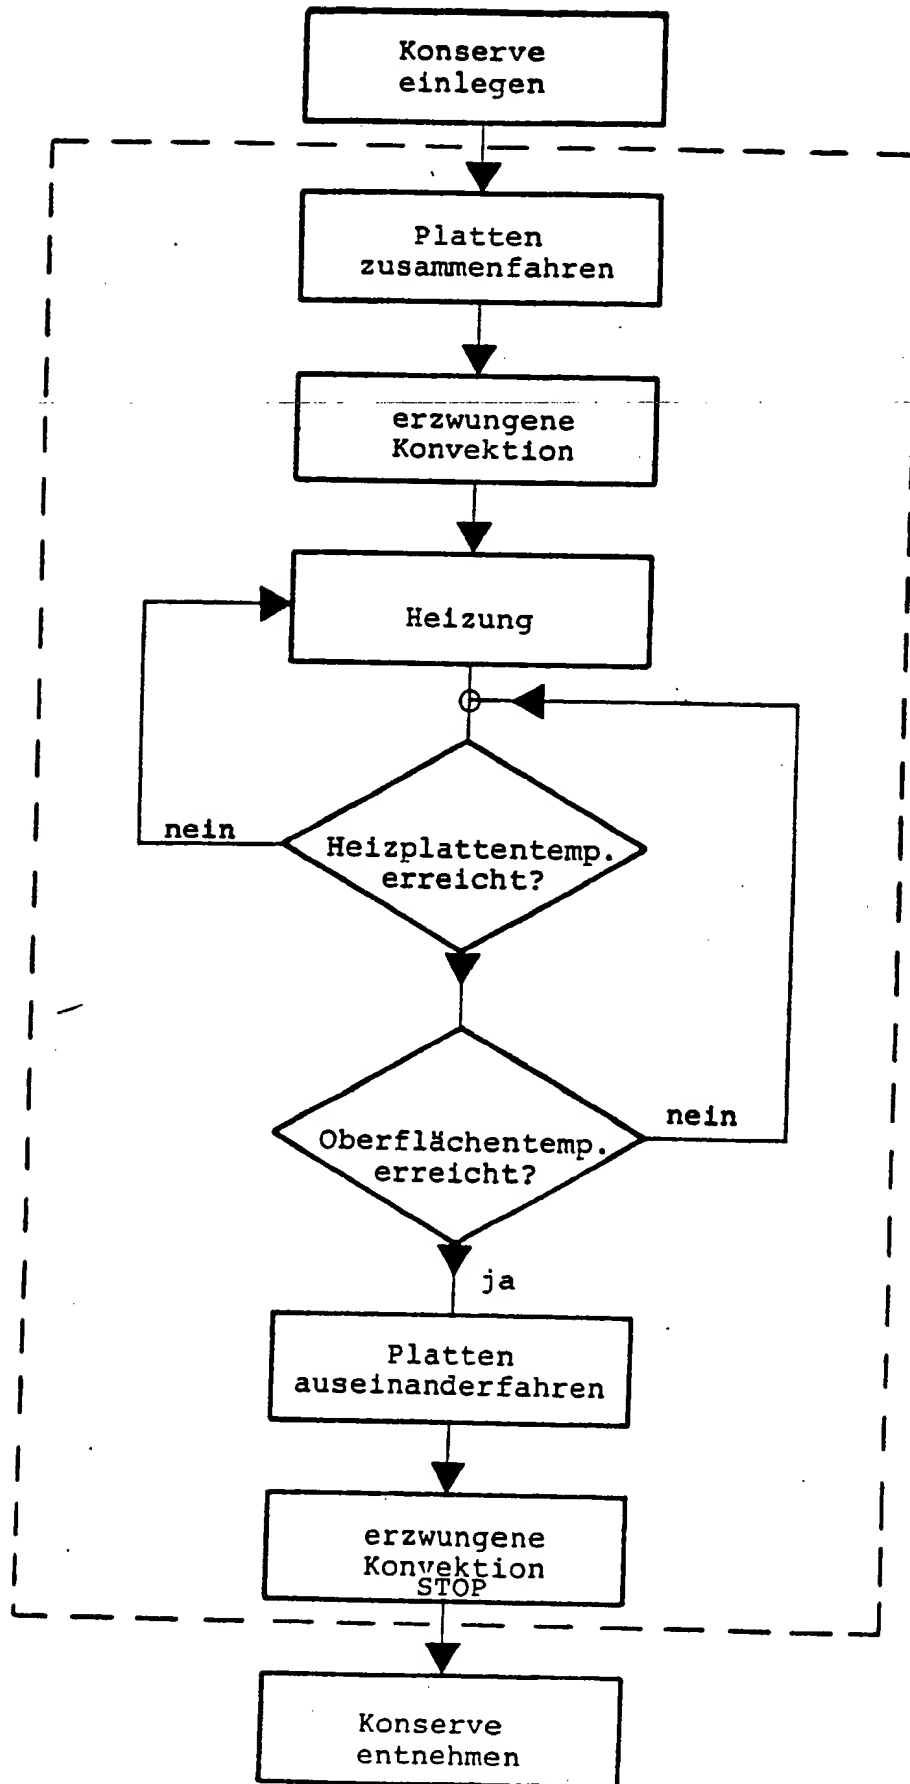 Konserve
einlegen
Platten
zusammenfahren
erzwungene
Konvektion
Heizung
nein
Heizplattentemp.
erreicht?
nein
Oberflächentemp.
erreicht?
ja
Platten
auseinanderfahren
erzwungene
Konvektion
STOP
Konserve
entnehmen